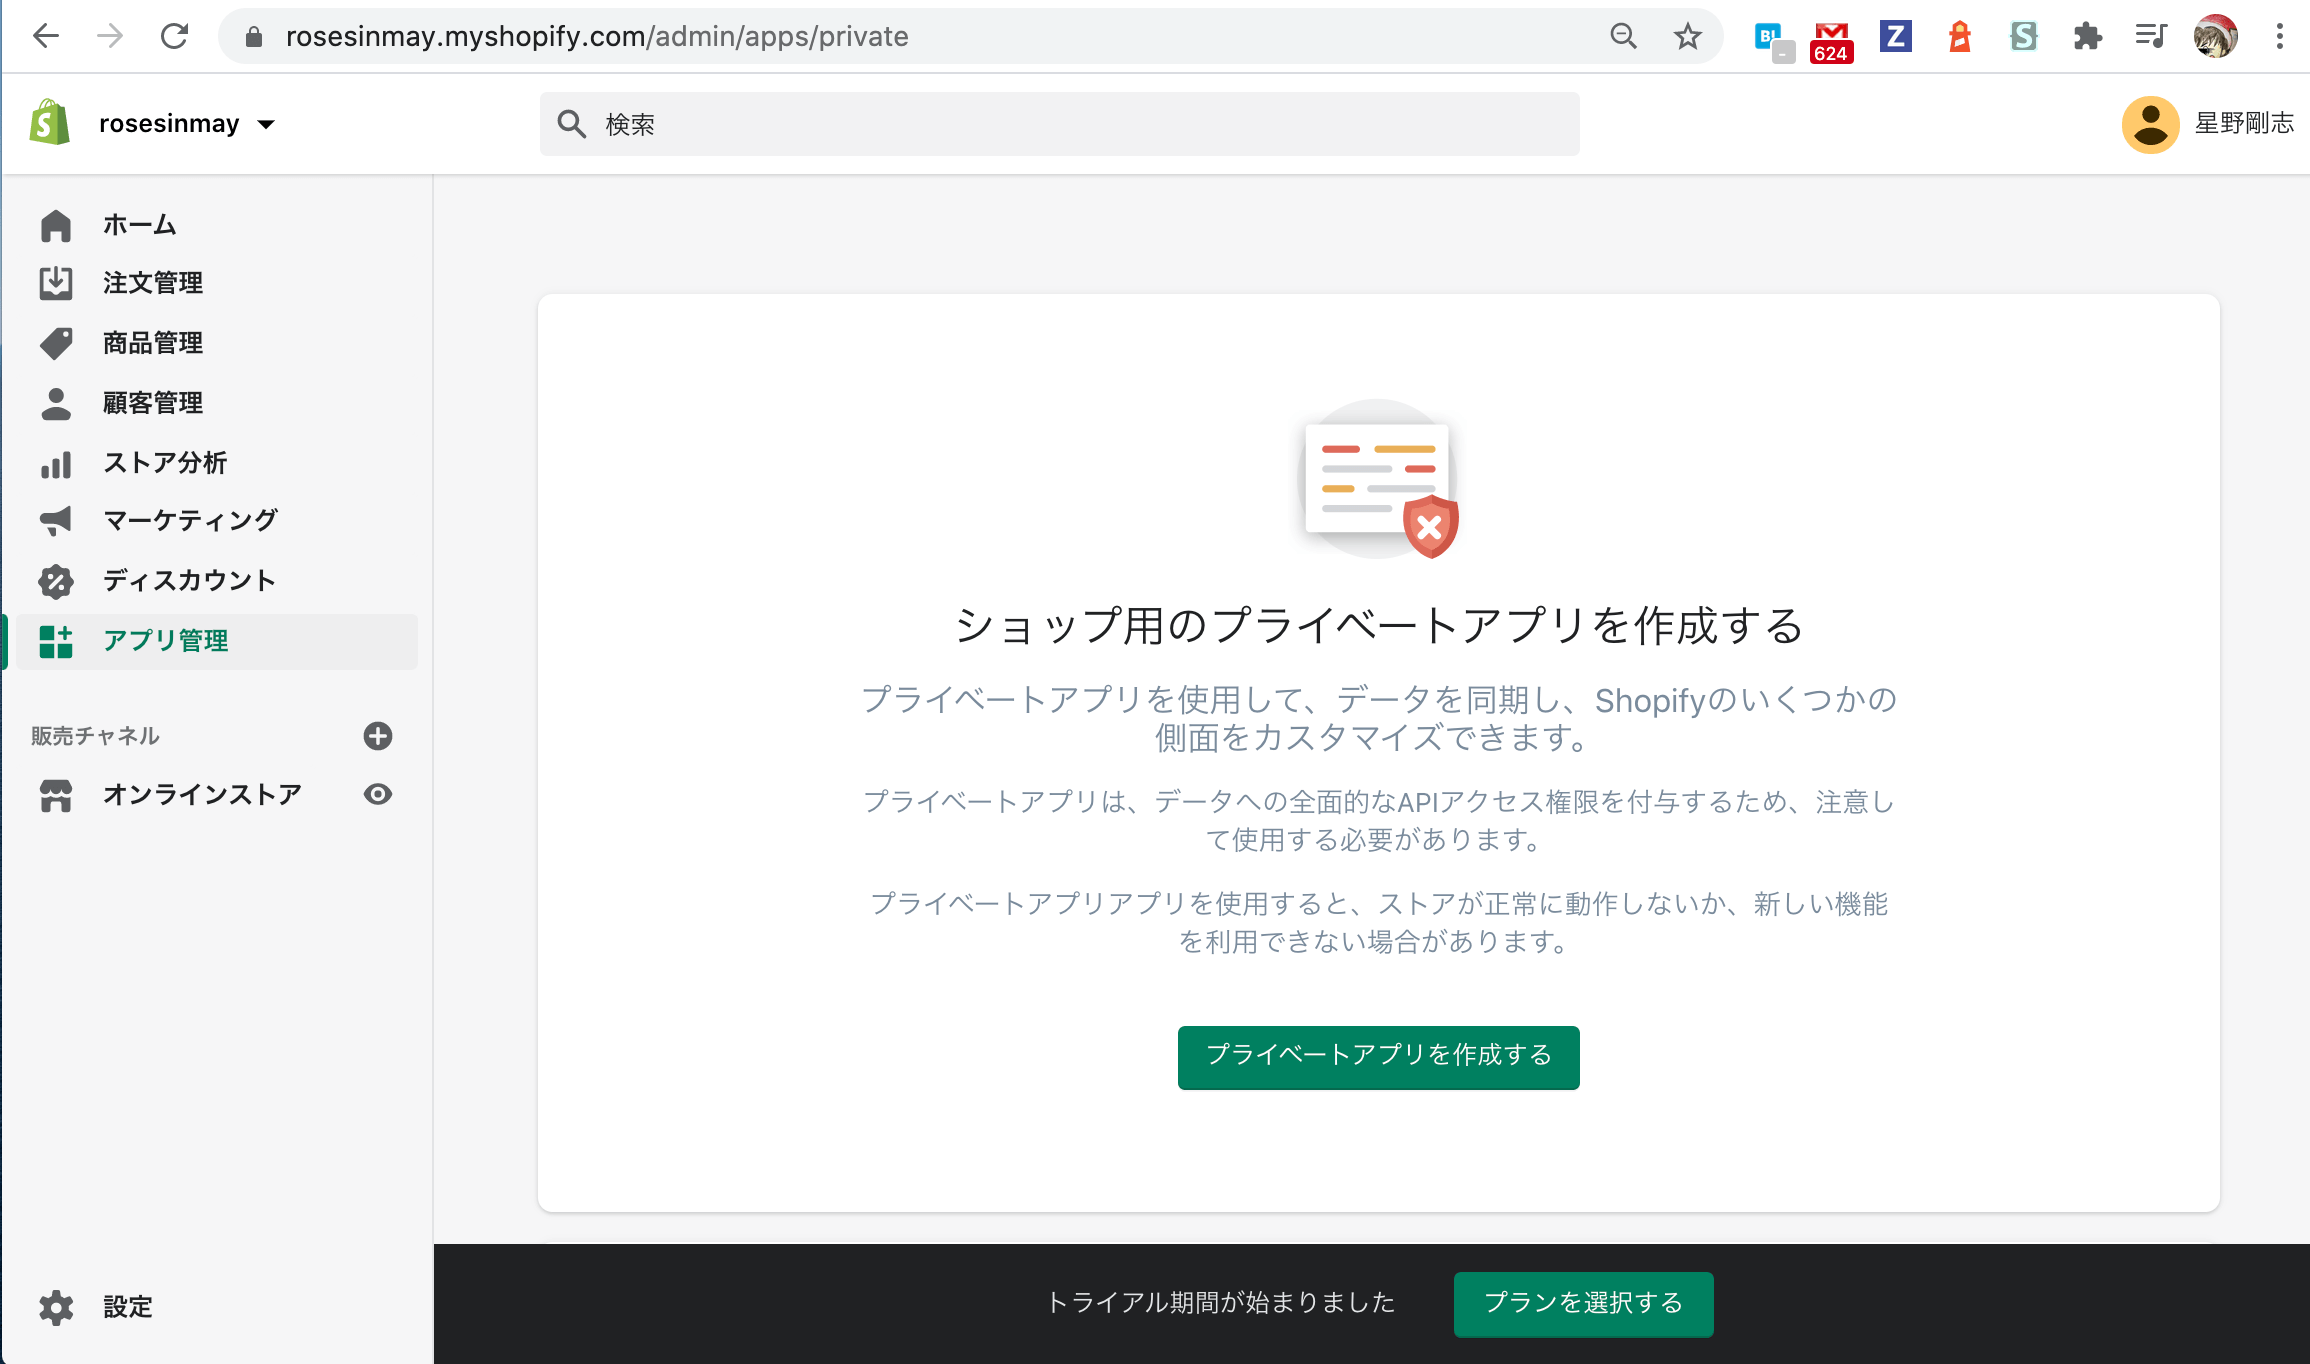 rosesinmay.myshopify.com/admin/apps/private
B!
-
624
Z
S
rosesinmay
検索
星野剛志
ホーム
注文管理
商品管理
顧客管理
ストア分析
マーケティング
ディスカウント
アプリ管理
販売チャネル
オンラインストア
設定
ショップ用のプライベートアプリを作成する
プライベートアプリを使用して、データを同期し、Shopifyのいくつかの
側面をカスタマイズできます。
プライベートアプリは、データへの全面的なAPIアクセス権限を付与するため、注意し
て使用する必要があります。
プライベートアプリアプリを使用すると、ストアが正常に動作しないか、新しい機能
を利用できない場合があります。
プライベートアプリを作成する
トライアル期間が始まりました
プランを選択する